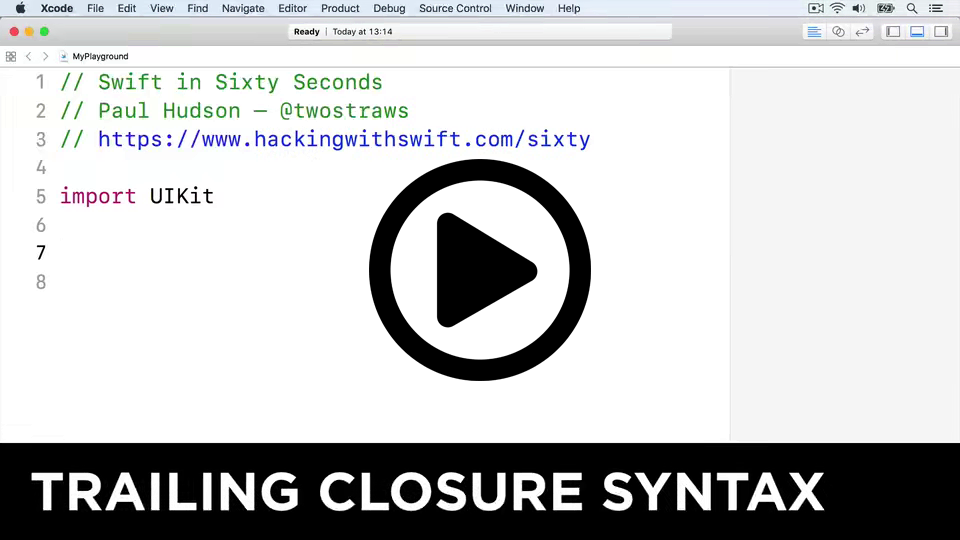 Xcode File Edit View Find Navigate Editor Product Debug Source Control Window Help
Ready | Today at 13:14
MyPlayground
1 // Swift in Sixty Seconds
2 // Paul Hudson — @twostraws
3 // https://www.hackingwithswift.com/sixty
4
5 import UIKit
6
7
8
TRAILING CLOSURE SYNTAX